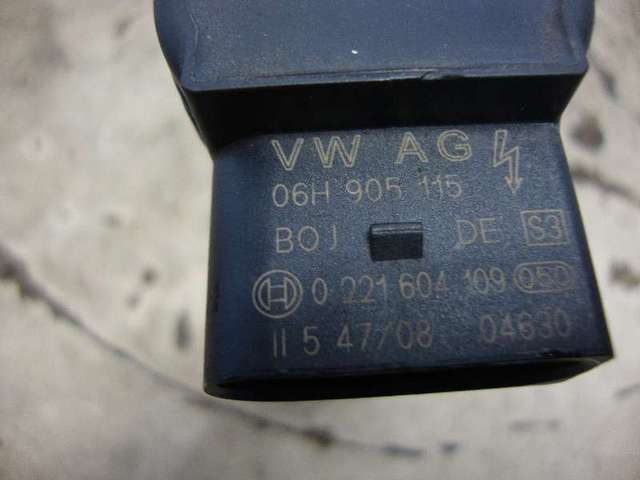 VW AG
06H 905 115
BOJ DE S3
0 221 604 109 050
II 5 47/08 04630